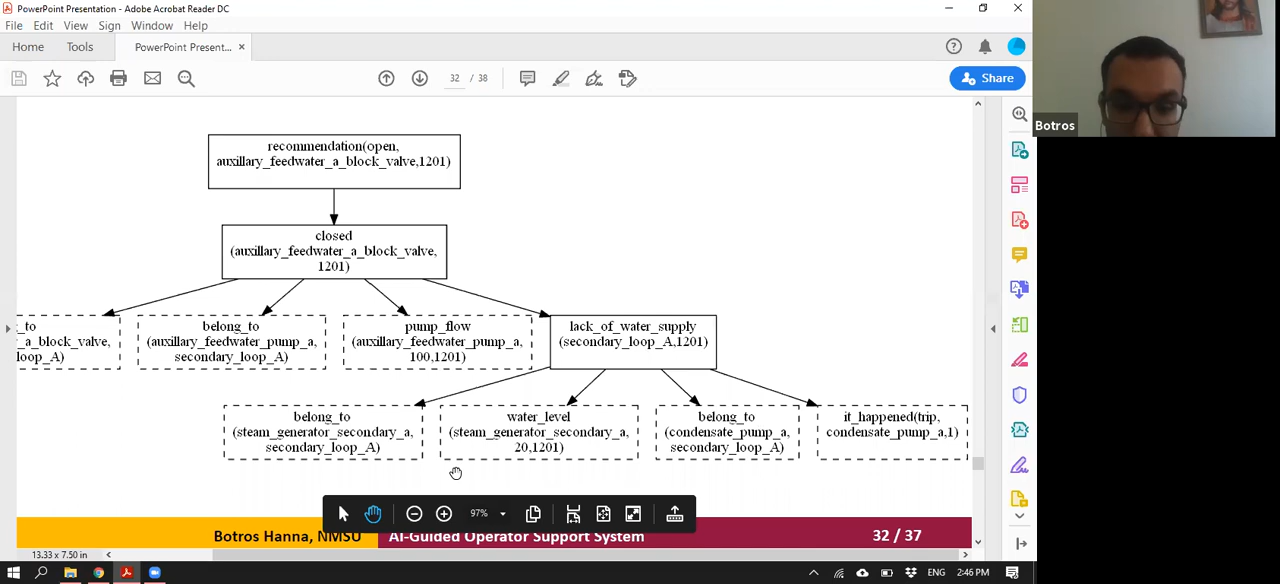 PowerPoint Presentation - Adobe Acrobat Reader DC
File Edit View Sign Window Help
Home Tools PowerPoint Present... ×
32 / 38
Share
Botros
recommendation(open,
auxillary_feedwater_a_block_valve,1201)
closed
(auxillary_feedwater_a_block_valve,
1201)
_to
a_block_valve,
loop_A)
belong_to
(auxillary_feedwater_pump_a,
secondary_loop_A)
pump_flow
(auxillary_feedwater_pump_a,
100,1201)
lack_of_water_supply
(secondary_loop_A,1201)
belong_to
(steam_generator_secondary_a,
secondary_loop_A)
water_level
(steam_generator_secondary_a,
20,1201)
belong_to
(condensate_pump_a,
secondary_loop_A)
it_happened(trip,
condensate_pump_a,1)
97%
Botros Hanna, NMSU AI-Guided Operator Support System 32 / 37
13.33 x 7.50 in
ENG 2:46 PM